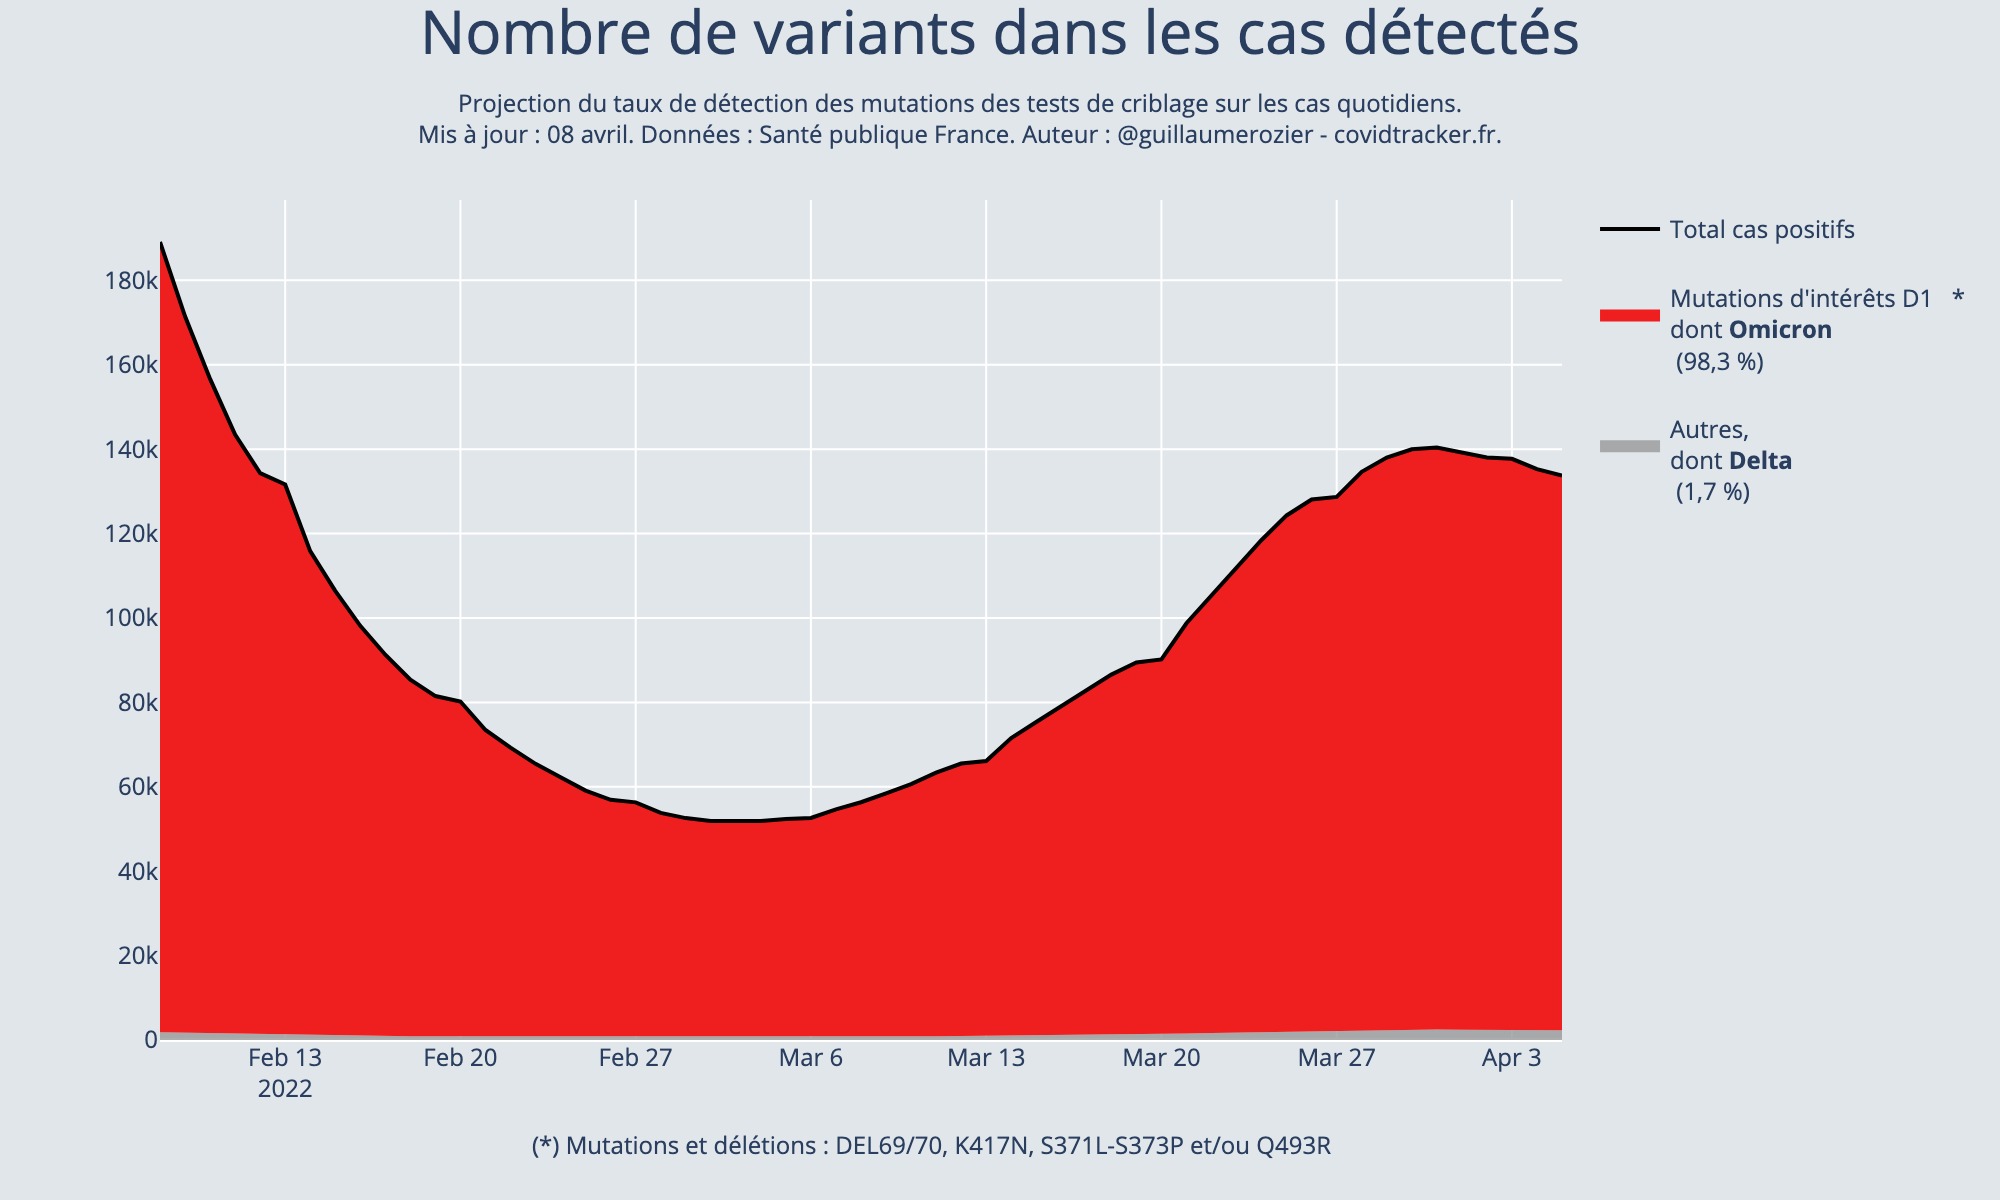 Nombre de variants dans les cas détectés
Projection du taux de détection des mutations des tests de criblage sur les cas quotidiens.
Mis à jour : 08 avril. Données : Santé publique France. Auteur : @guillaumerozier - covidtracker.fr.
Total cas positifs
Mutations d'intérêts D1 *
dont Omicron
(98,3 %)
Autres,
dont Delta
(1,7 %)
180k
160k
140k
120k
100k
80k
60k
40k
20k
0
Feb 13 Feb 20 Feb 27 Mar 6 Mar 13 Mar 20 Mar 27 Apr 3
2022
(*) Mutations et délétions : DEL69/70, K417N, S371L-S373P et/ou Q493R